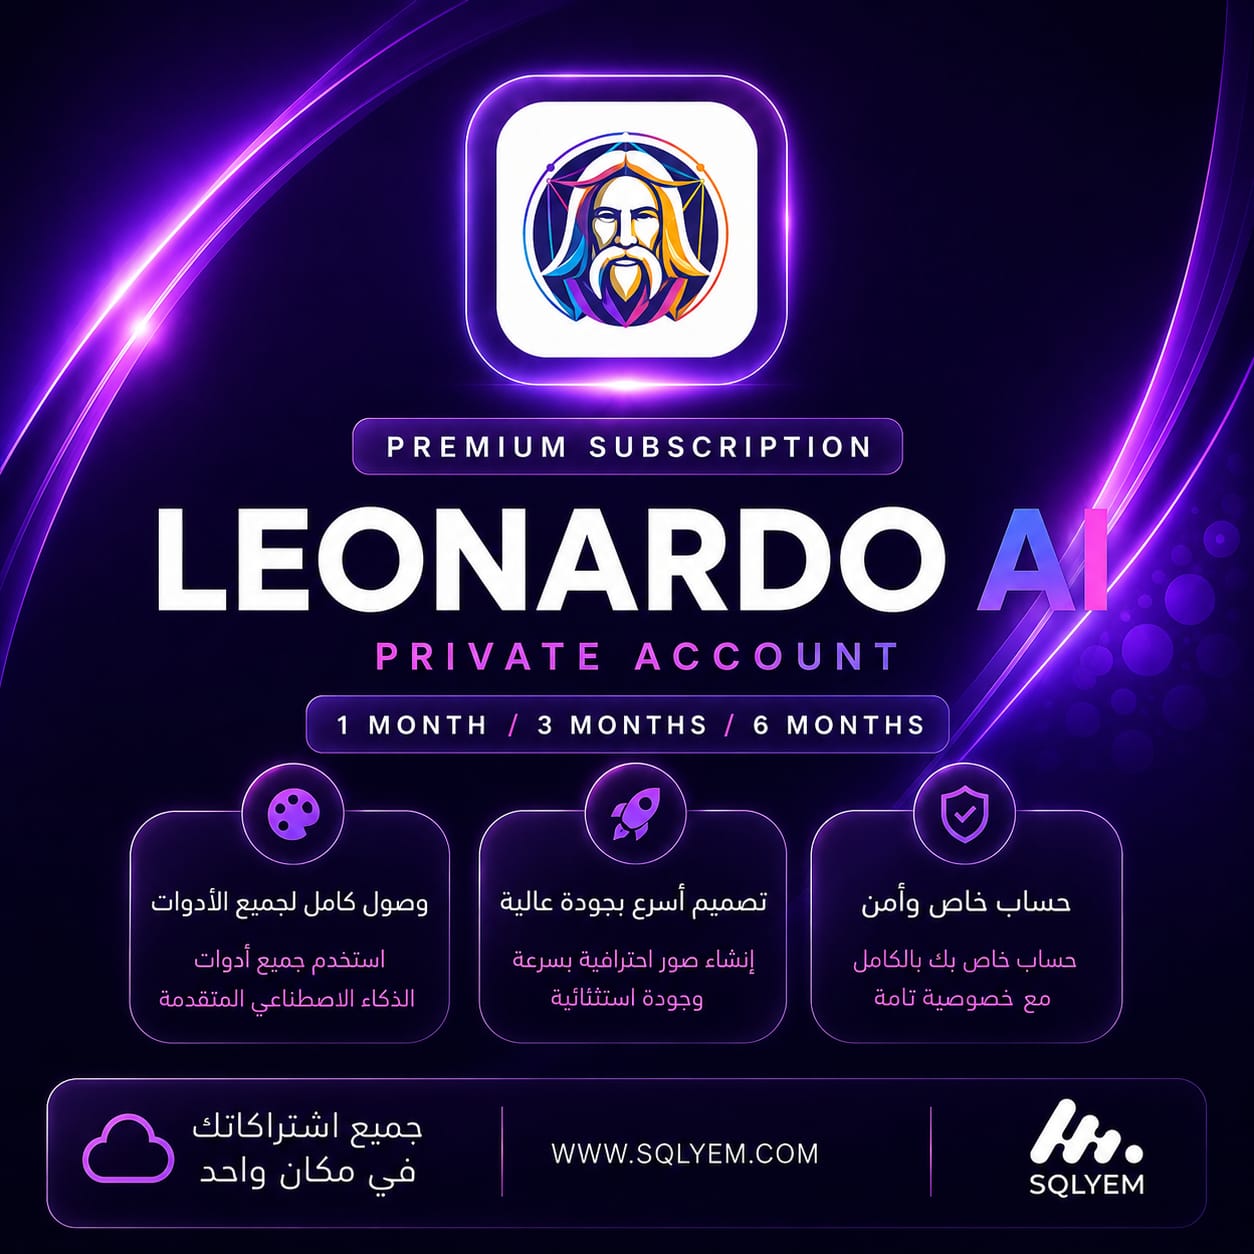 PREMIUM SUBSCRIPTION
LEONARDO AI
PRIVATE ACCOUNT
1 MONTH / 3 MONTHS / 6 MONTHS
حساب خاص وأمن
حساب خاص بك بالكامل
مع خصوصية تامة
تصميم أسرع بجودة عالية
إنشاء صور احترافية بسرعة
وجودة استثنائية
وصول كامل لجميع الأدوات
استخدم جميع أدوات
الذكاء الاصطناعي المتقدمة
جميع اشتراكاتك
في مكان واحد
WWW.SQLYEM.COM
SQLYEM